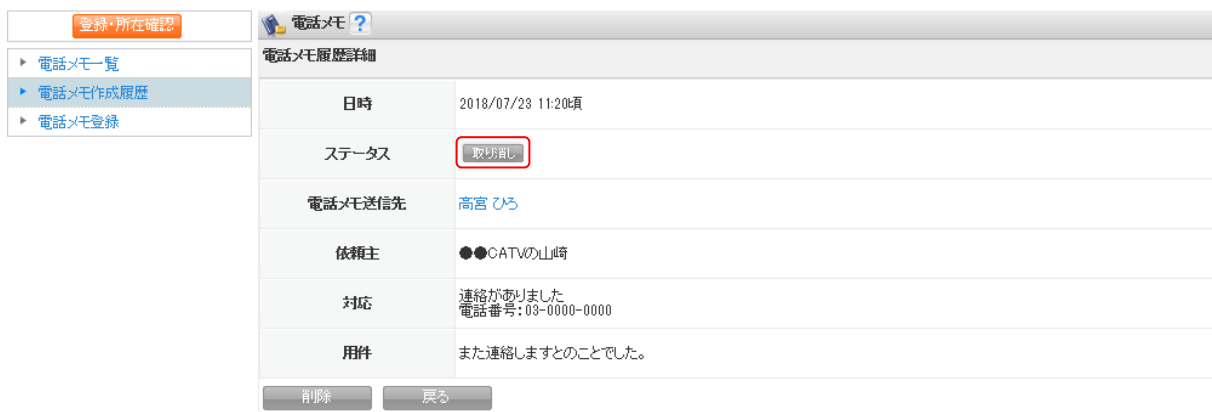 登録・所在確認
電話メモ一覧
電話メモ作成履歴
電話メモ登録
電話メモ ?
電話メモ履歴詳細
日時 2018/07/23 11:20頃
ステータス 取り消し
電話メモ送信先 高宮 ひろ
依頼主 ●●CATVの山崎
対応 連絡がありました
電話番号:03-0000-0000
用件 また連絡しますとのことでした。
削除 戻る